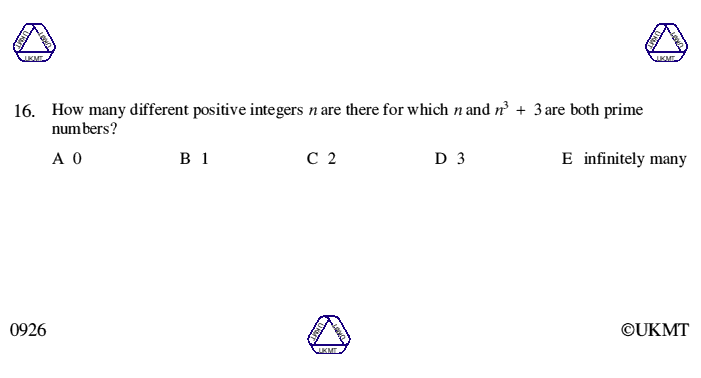 UKMT UKMT UKMT
UKMT UKMT UKMT
16. How many different positive integers n are there for which n and n³ + 3 are both prime
numbers?
A 0 B 1 C 2 D 3 E infinitely many
0926
UKMT UKMT UKMT
©UKMT